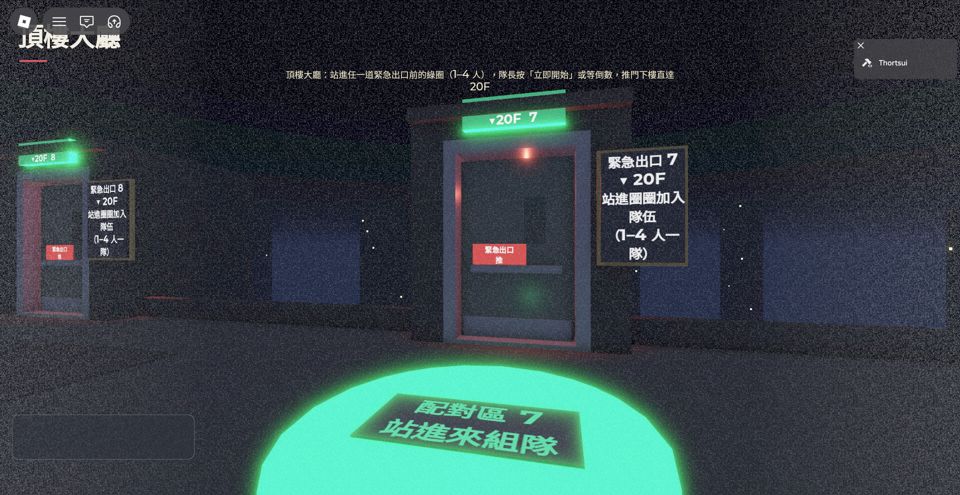 頂樓大廳
頂樓大廳：站進任一道緊急出口前的綠圈（1–4 人），隊長按「立即開始」或等倒數，推門下樓直達
20F
Thortsui
▼20F 8
緊急出口 8
▼ 20F
站進圈圈加入
隊伍
（1–4 人一
隊）
緊急出口
推
▼20F 7
緊急出口 7
▼ 20F
站進圈圈加入
隊伍
（1–4 人一
隊）
緊急出口
推
配對區 7
站進來組隊